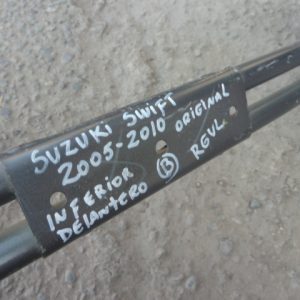 SUZUKI SWIFT
2005-2010 ORIGINAL
INFERIOR (B) REUL
DELANTERO